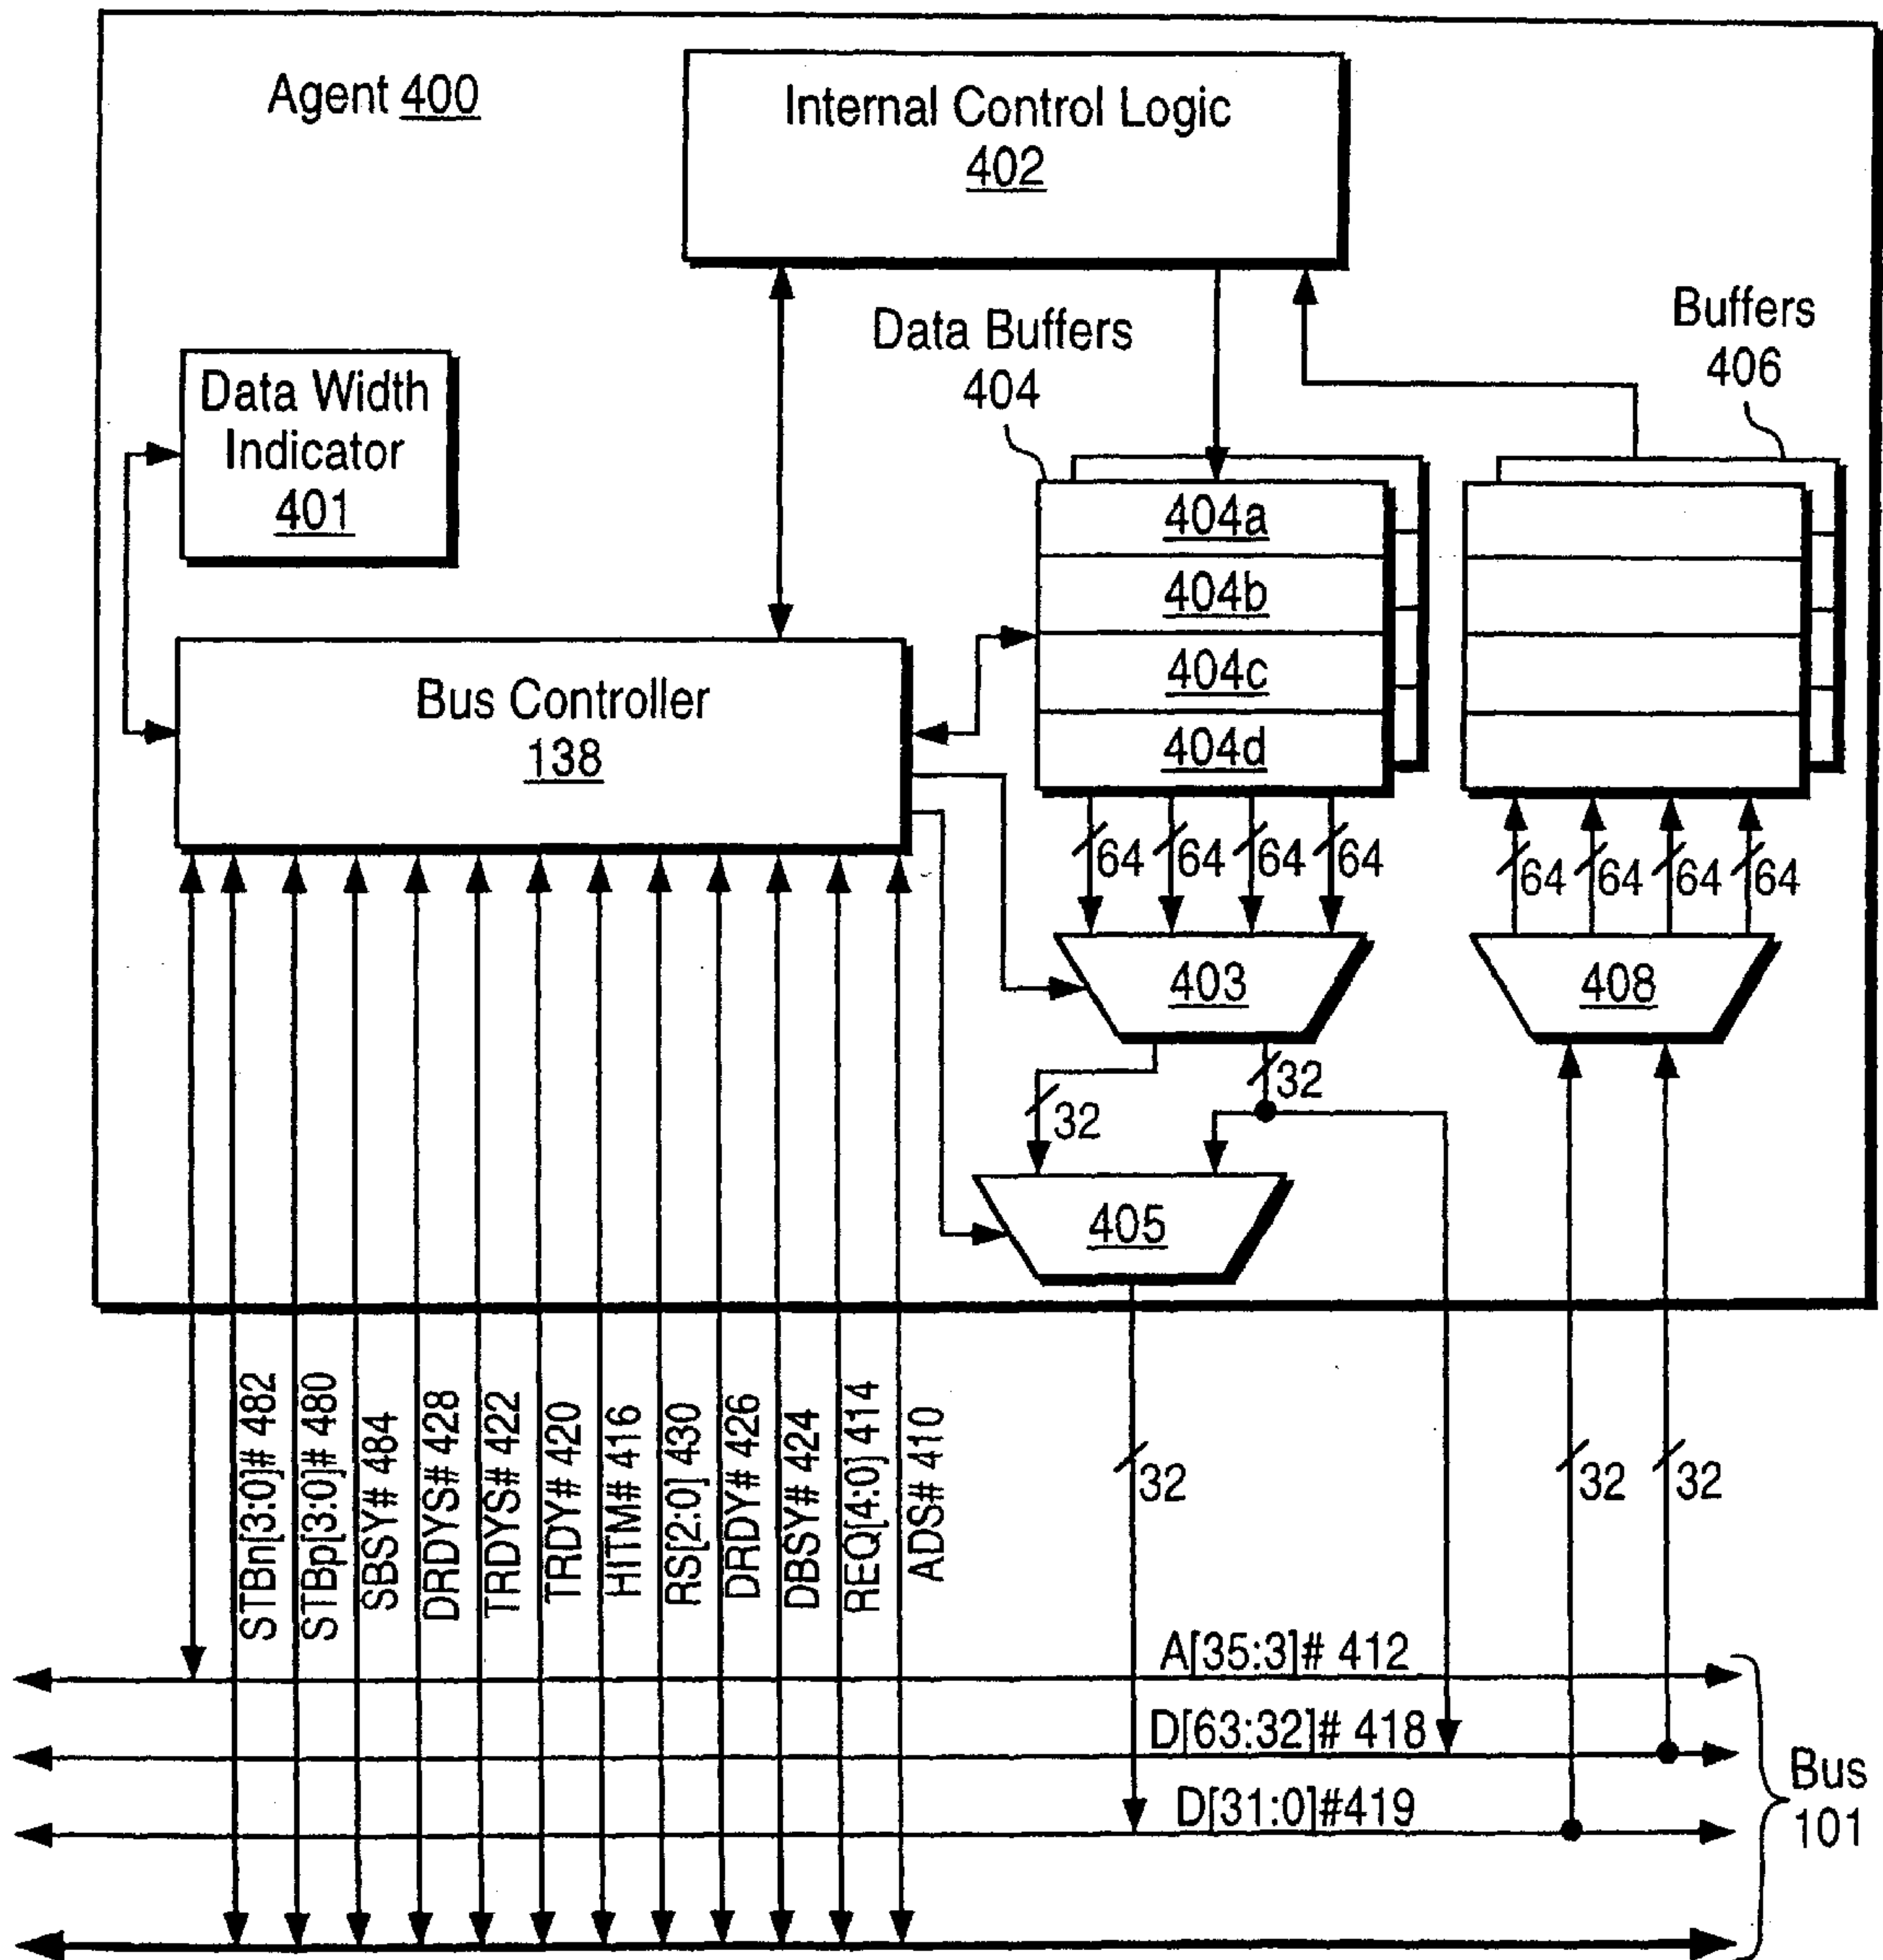 Agent 400
Internal Control Logic
402
Data Buffers
404
Buffers
406
Data Width
Indicator
401
404a
404b
404c
404d
Bus Controller
138
64 64 64 64
64 64 64 64
403
408
32
32
405
STBn[3:0]# 482
STBp[3:0]# 480
SBSY# 484
DRDYS# 428
TRDYS# 422
TRDY# 420
HITM# 416
RS[2:0] 430
DRDY# 426
DBSY# 424
REQ[4:0] 414
ADS# 410
32
32
32
A[35:3]# 412
D[63:32]# 418
D[31:0]#419
Bus
101